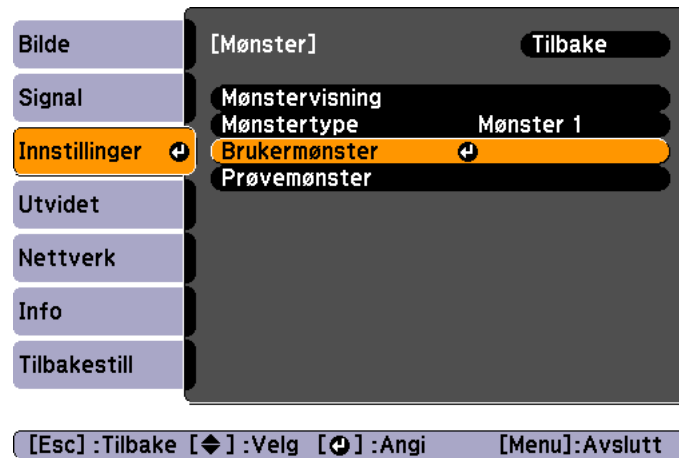 Bilde
Signal
Innstillinger
Utvidet
Nettverk
Info
Tilbakestill
[Mønster] Tilbake
Mønstervisning
Mønstertype Mønster 1
Brukermønster
Prøvemønster
[Esc] :Tilbake [◆] :Velg [⏎] :Angi [Menu]:Avslutt